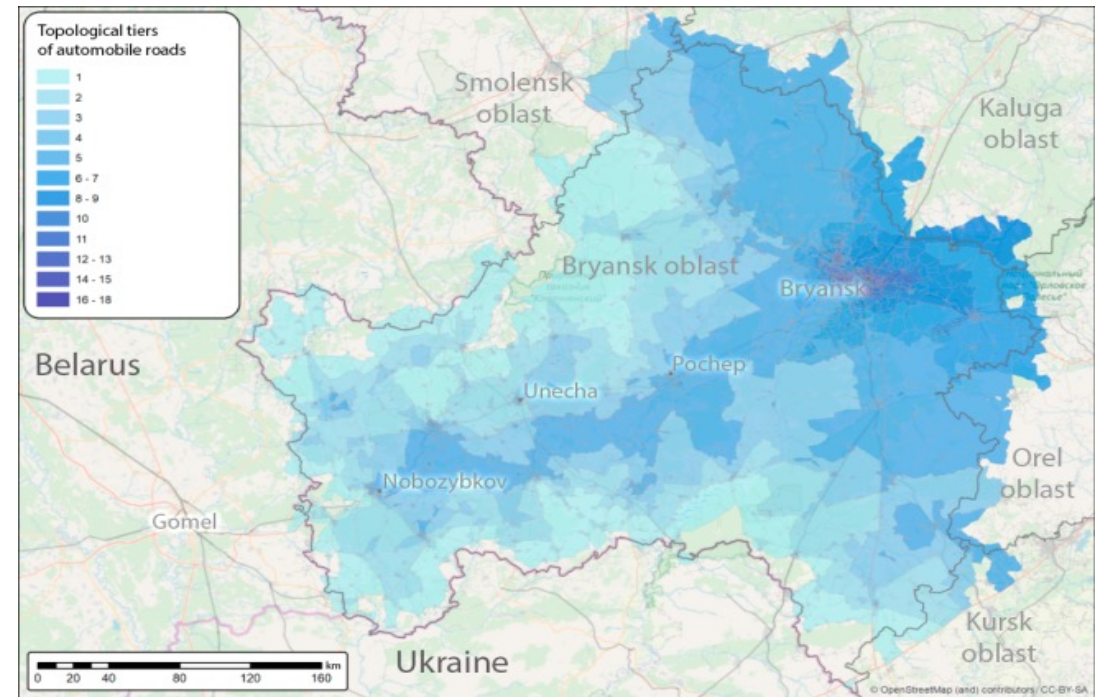 Topological tiers
of automobile roads
1
2
3
4
5
6 - 7
8 - 9
10
11
12 - 13
14 - 15
16 - 18
Smolensk
oblast
Kaluga
oblast
Bryansk oblast
Bryansk
Belarus
Pochep
Unecha
Orel
oblast
Nobozybkov
Gomel
Kursk
oblast
Ukraine
0 20 40 80 120 160 km
© OpenStreetMap (and) contributors, CC-BY-SA